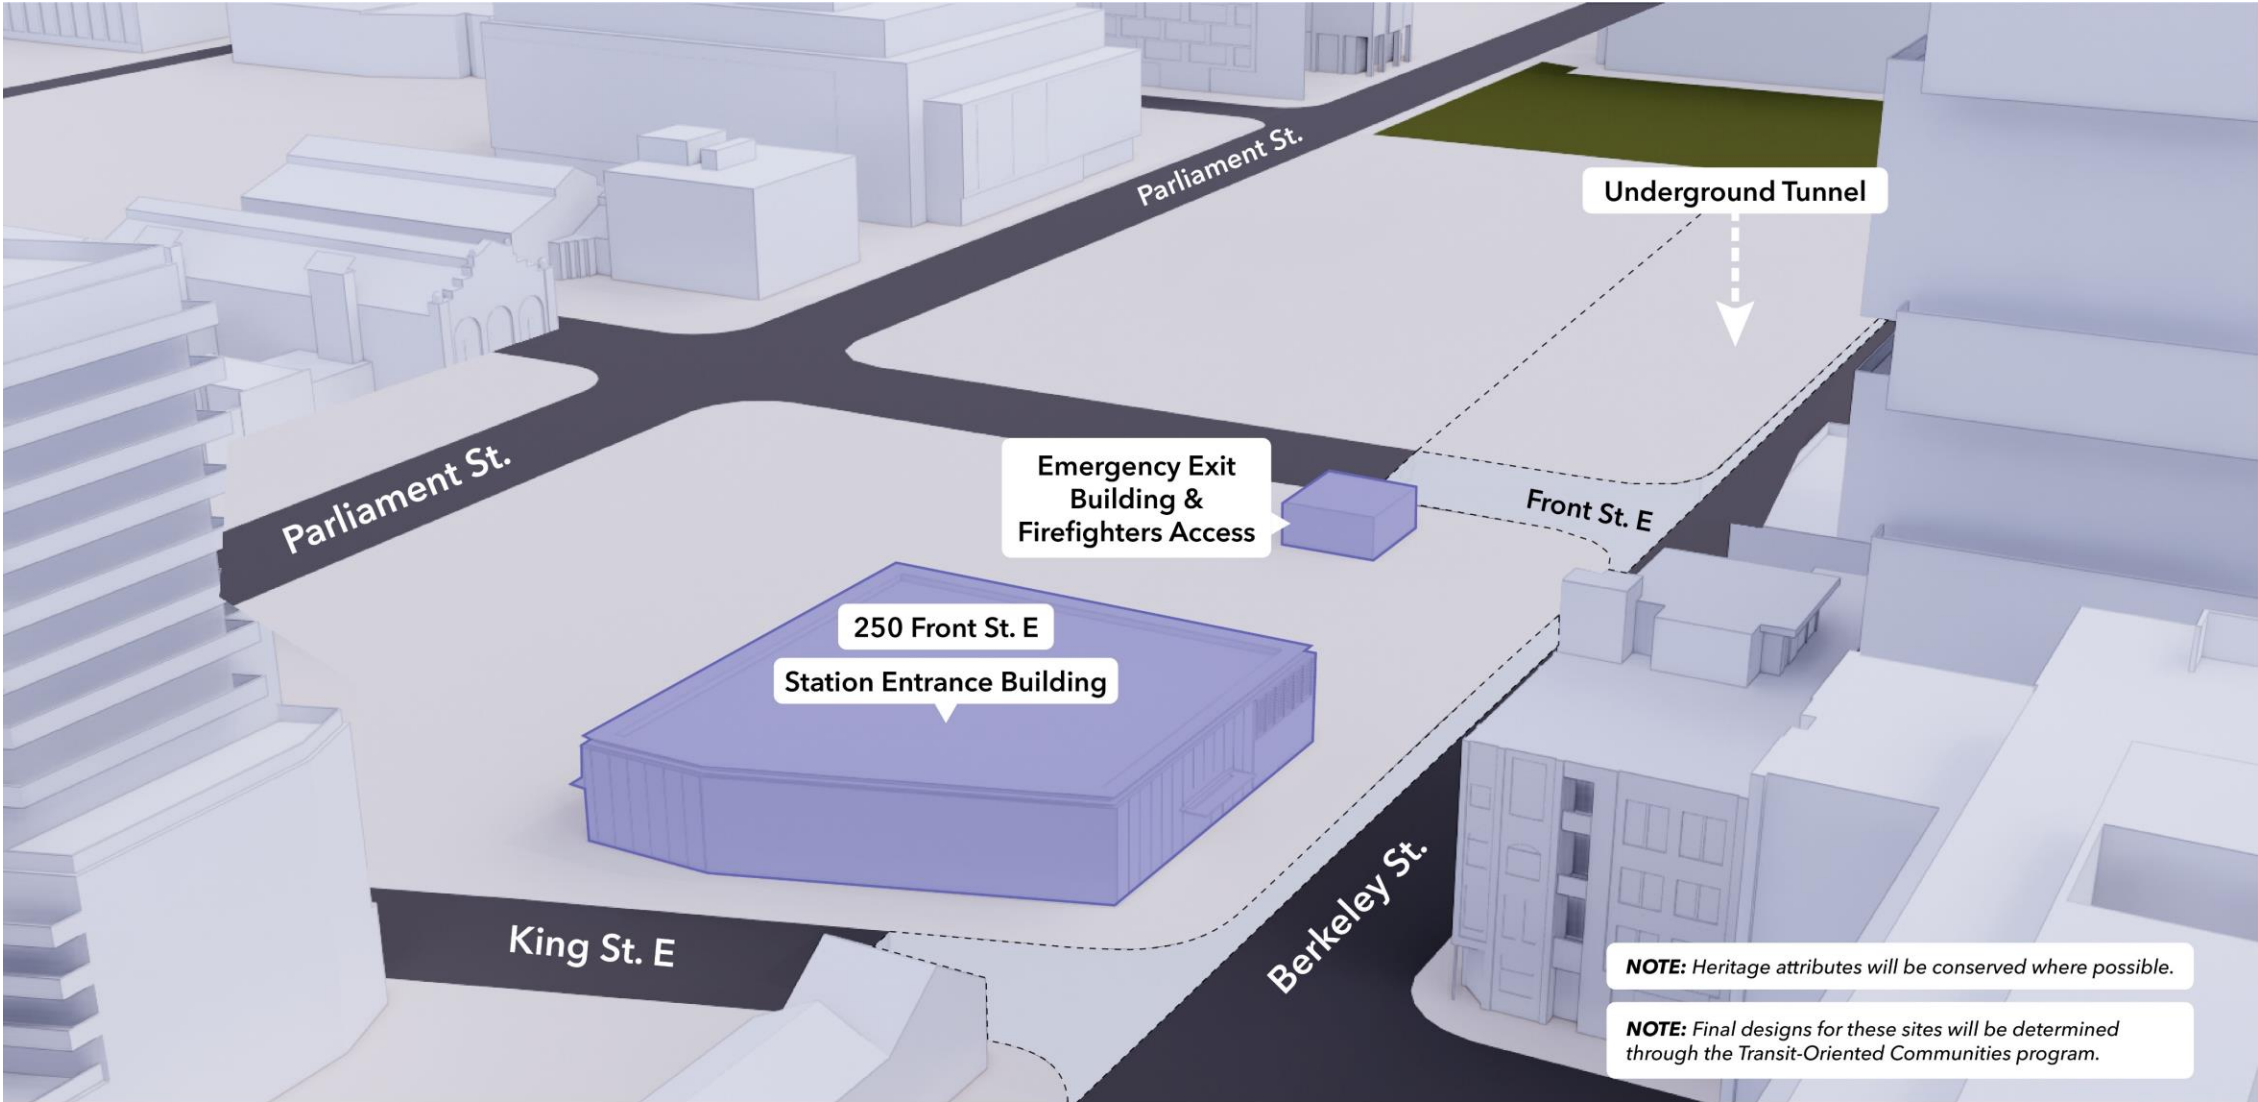 Parliament St.
Underground Tunnel
Emergency Exit
Building &
Firefighters Access
Parliament St.
Front St. E
250 Front St. E
Station Entrance Building
King St. E
Berkeley St.
NOTE: Heritage attributes will be conserved where possible.
NOTE: Final designs for these sites will be determined
through the Transit-Oriented Communities program.